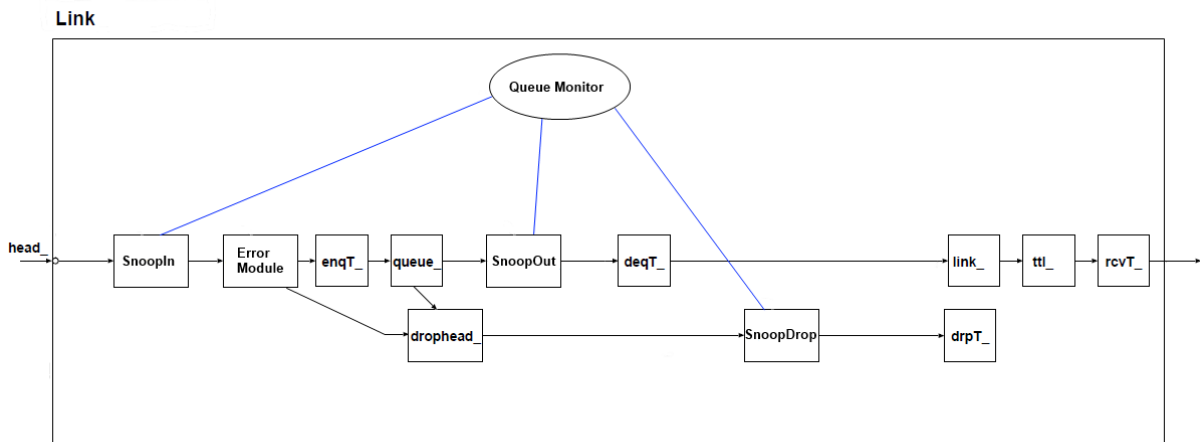 Link
Queue Monitor
head_
SnoopIn
Error
Module
enqT_
queue_
SnoopOut
deqT_
link_
ttl_
rcvT_
drophead_
SnoopDrop
drpT_